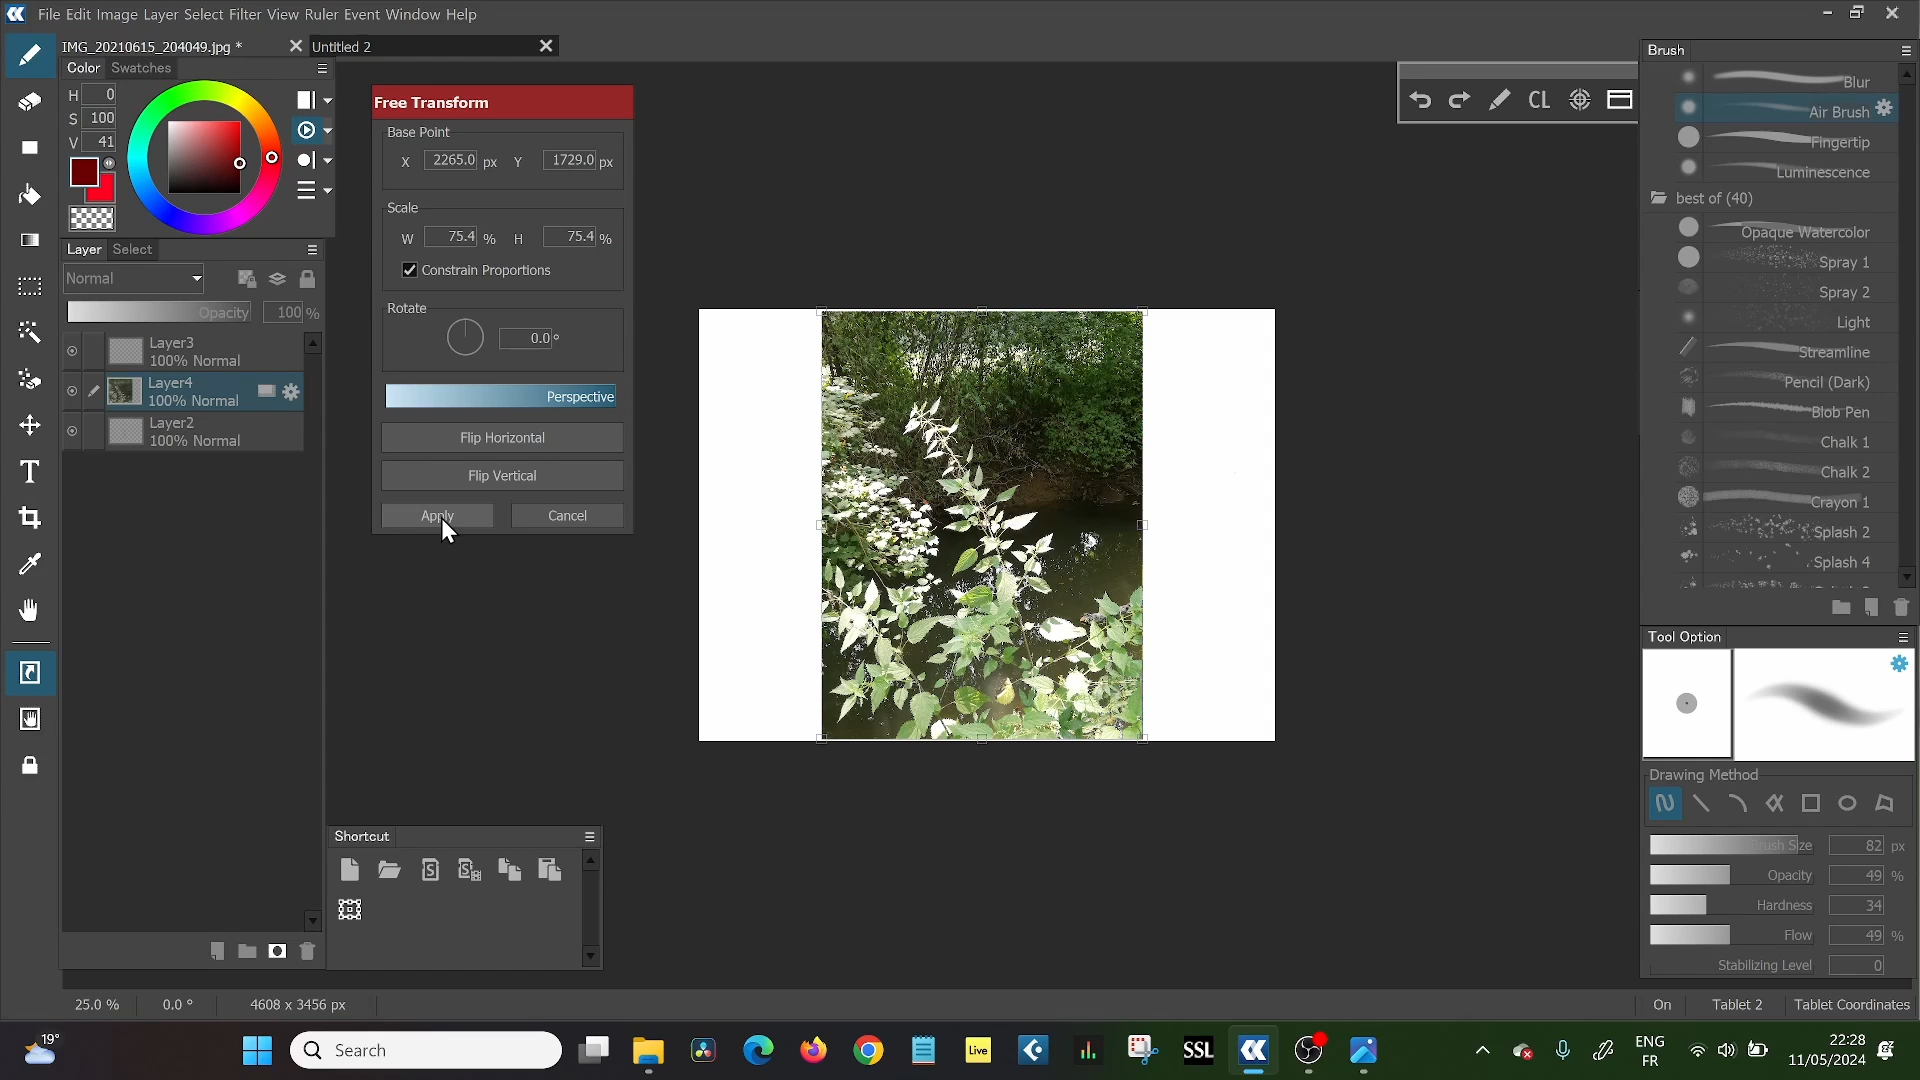 File Edit Image Layer Select Filter View Ruler Event Window Help
IMG_20210615_204049.jpg *
Untitled 2
Color Swatches
H 0
S 100
V 41
Layer Select
Normal
Opacity 100 %
Layer3
100% Normal
Layer4
100% Normal
Layer2
100% Normal
Free Transform
Base Point
X 2265.0 px Y 1729.0 px
Scale
W 75.4 % H 75.4 %
Constrain Proportions
Rotate
0.0°
Perspective
Flip Horizontal
Flip Vertical
Apply Cancel
Shortcut
CL
Brush
Blur
Air Brush
Fingertip
Luminescence
best of (40)
Opaque Watercolor
Spray 1
Spray 2
Light
Streamline
Pencil (Dark)
Blob Pen
Chalk 1
Chalk 2
Crayon 1
Splash 2
Splash 4
Tool Option
Drawing Method
Brush Size 82 px
Opacity 49 %
Hardness 34
Flow 49 %
Stabilizing Level 0
25.0 % 0.0 ° 4608 x 3456 px
On Tablet 2 Tablet Coordinates
19°
Search
Live
SSL
ENG
FR
22:28
11/05/2024